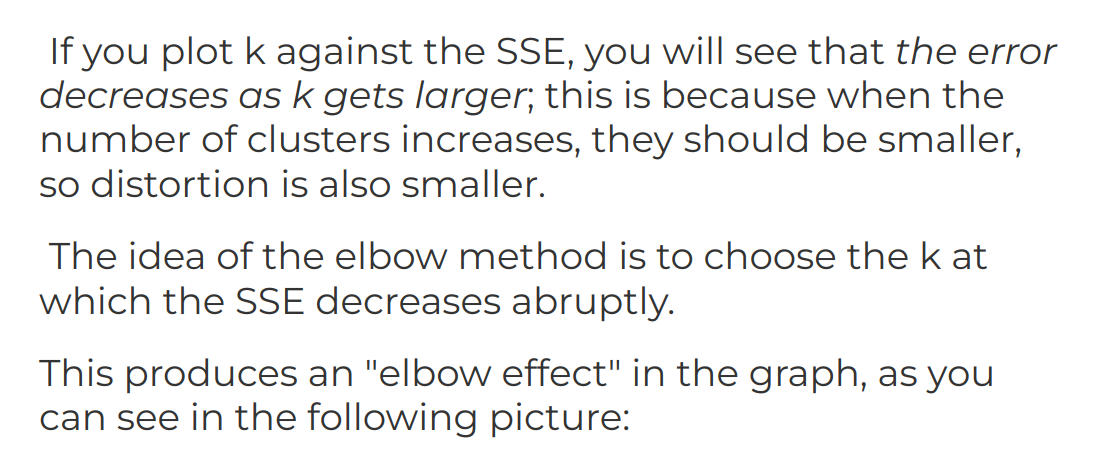 If you plot k against the SSE, you will see that the error
decreases as k gets larger; this is because when the
number of clusters increases, they should be smaller,
so distortion is also smaller.
The idea of the elbow method is to choose the k at
which the SSE decreases abruptly.
This produces an "elbow effect" in the graph, as you
can see in the following picture: